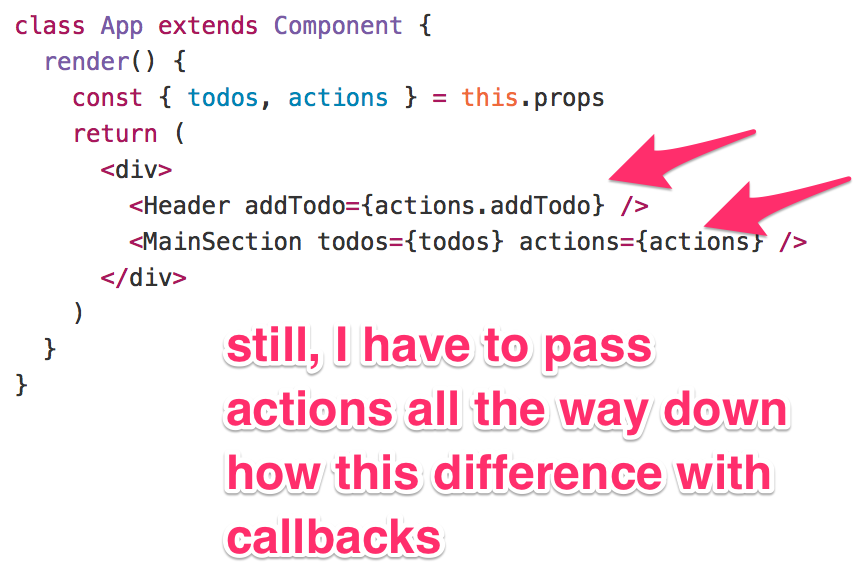 class App extends Component {
  render() {
    const { todos, actions } = this.props
    return (
      <div>
        <Header addTodo={actions.addTodo} />
        <MainSection todos={todos} actions={actions} />
      </div>
    )
  }
}
still, I have to pass
actions all the way down
how this difference with
callbacks